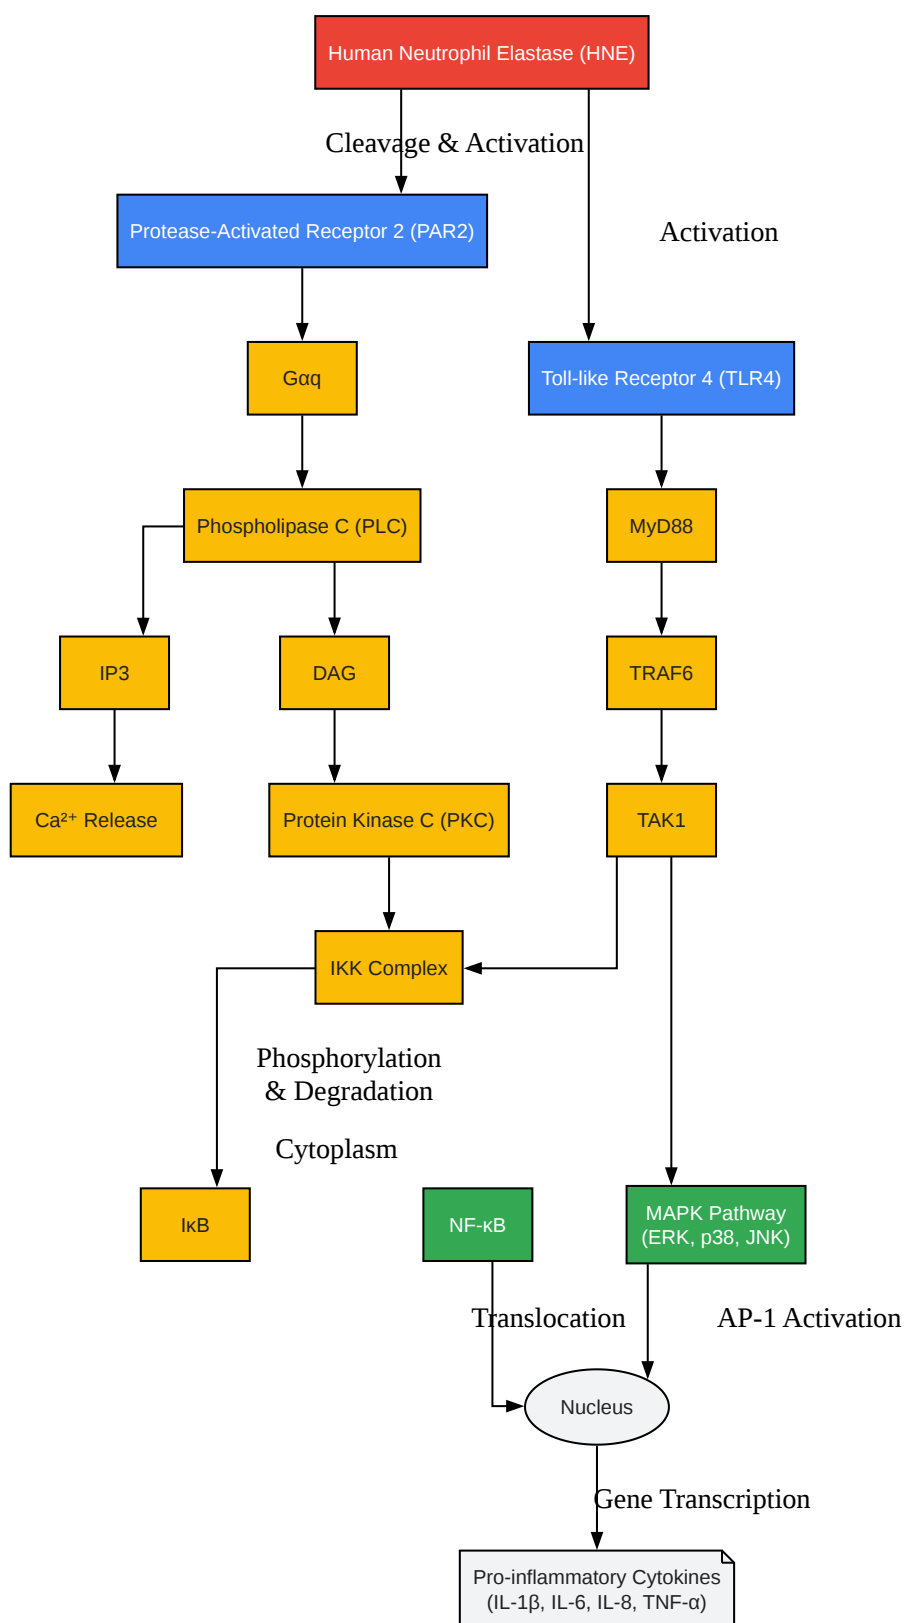 Human Neutrophil Elastase (HNE)
Cleavage & Activation
Protease-Activated Receptor 2 (PAR2)
Activation
Gαq
Toll-like Receptor 4 (TLR4)
Phospholipase C (PLC)
MyD88
IP3
DAG
TRAF6
Ca²⁺ Release
Protein Kinase C (PKC)
TAK1
IKK Complex
Phosphorylation
& Degradation
Cytoplasm
IκB
NF-κB
MAPK Pathway
(ERK, p38, JNK)
Translocation
AP-1 Activation
Nucleus
Gene Transcription
Pro-inflammatory Cytokines
(IL-1β, IL-6, IL-8, TNF-α)